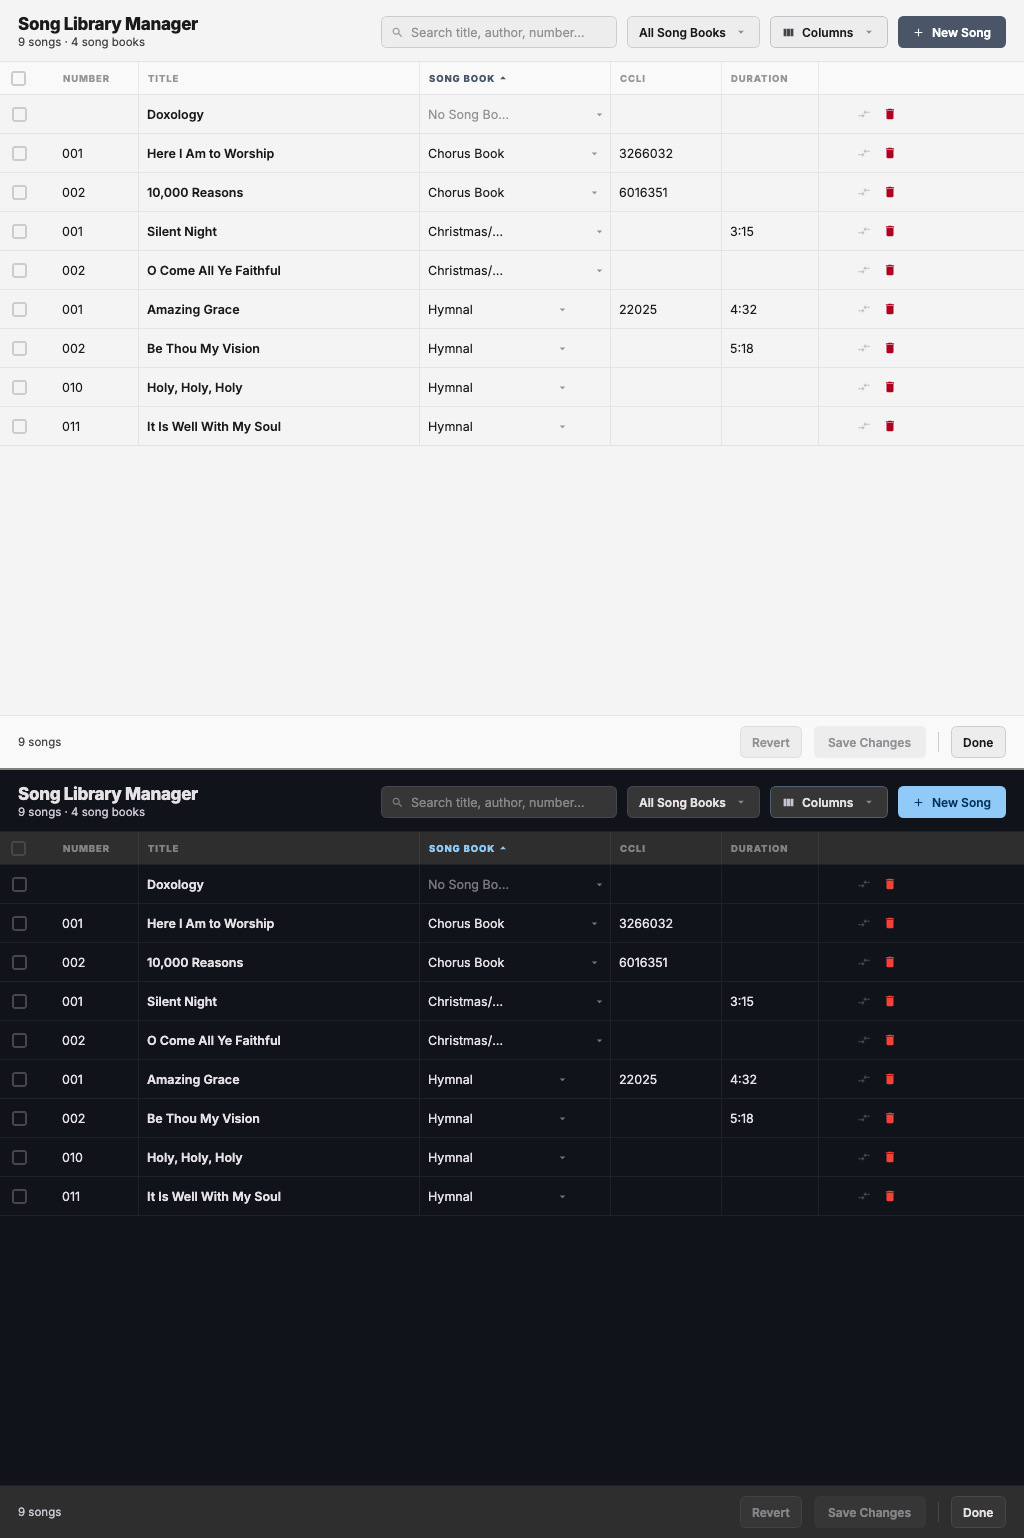 Song Library Manager
9 songs · 4 song books
Search title, author, number...
All Song Books
Columns
New Song
NUMBER TITLE SONG BOOK CCLI DURATION
Doxology No Song Bo...
001 Here I Am to Worship Chorus Book 3266032
002 10,000 Reasons Chorus Book 6016351
001 Silent Night Christmas/... 3:15
002 O Come All Ye Faithful Christmas/...
001 Amazing Grace Hymnal 22025 4:32
002 Be Thou My Vision Hymnal 5:18
010 Holy, Holy, Holy Hymnal
011 It Is Well With My Soul Hymnal
9 songs
Revert
Save Changes
Done
Song Library Manager
9 songs · 4 song books
Search title, author, number...
All Song Books
Columns
New Song
NUMBER TITLE SONG BOOK CCLI DURATION
Doxology No Song Bo...
001 Here I Am to Worship Chorus Book 3266032
002 10,000 Reasons Chorus Book 6016351
001 Silent Night Christmas/... 3:15
002 O Come All Ye Faithful Christmas/...
001 Amazing Grace Hymnal 22025 4:32
002 Be Thou My Vision Hymnal 5:18
010 Holy, Holy, Holy Hymnal
011 It Is Well With My Soul Hymnal
9 songs
Revert
Save Changes
Done